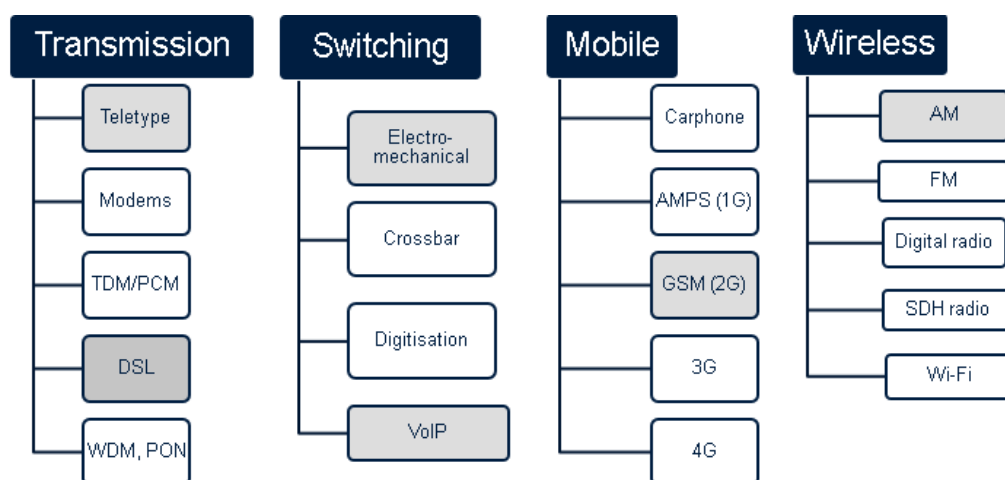 Transmission
Teletype
Modems
TDM/PCM
DSL
WDM, PON
Switching
Electro-
mechanical
Crossbar
Digitisation
VoIP
Mobile
Carphone
AMPS (1G)
GSM (2G)
3G
4G
Wireless
AM
FM
Digital radio
SDH radio
Wi-Fi